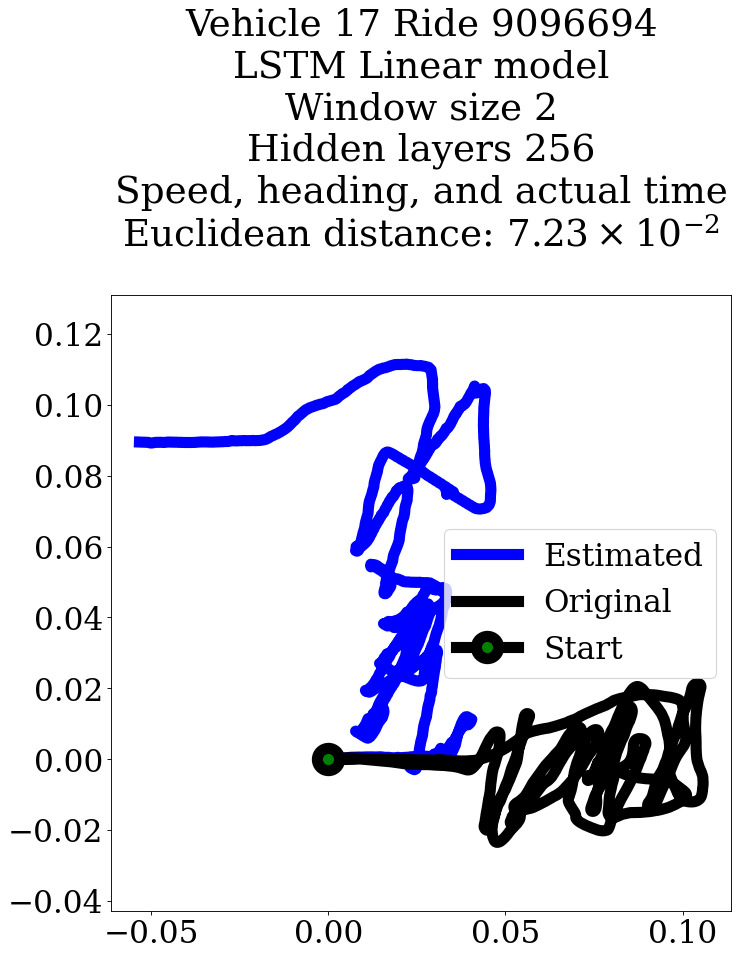 Vehicle 17 Ride 9096694
LSTM Linear model
Window size 2
Hidden layers 256
Speed, heading, and actual time
Euclidean distance: 7.23 × 10⁻²
0.12
0.10
0.08
0.06
0.04
0.02
0.00
−0.02
−0.04
Estimated
Original
Start
−0.05 0.00 0.05 0.10